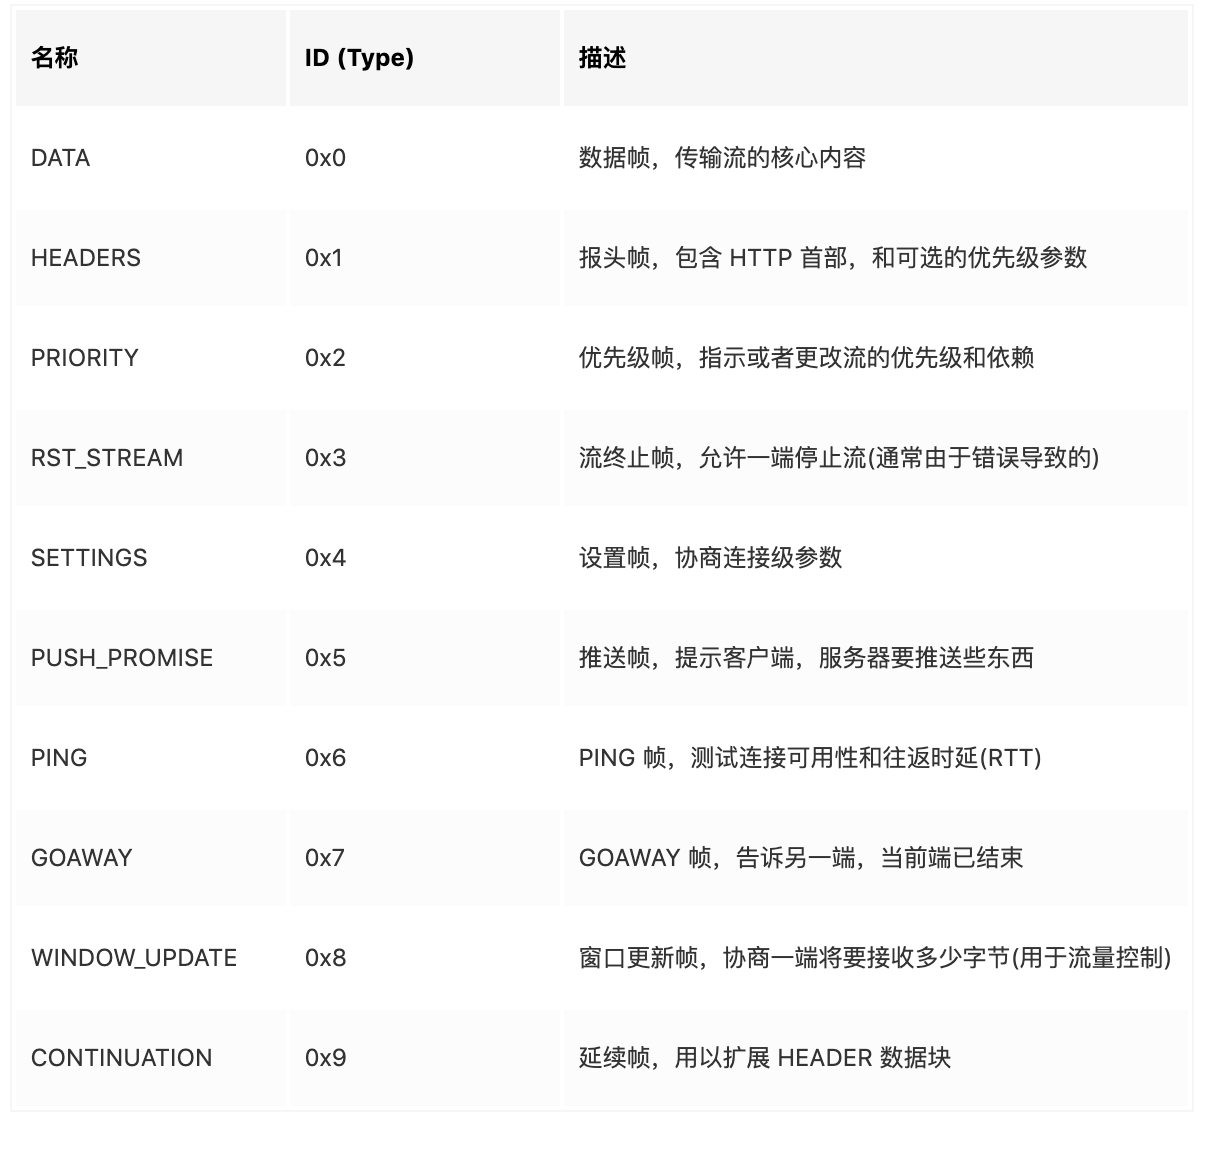 名称 ID (Type) 描述
DATA 0x0 数据帧，传输流的核心内容
HEADERS 0x1 报头帧，包含 HTTP 首部，和可选的优先级参数
PRIORITY 0x2 优先级帧，指示或者更改流的优先级和依赖
RST_STREAM 0x3 流终止帧，允许一端停止流(通常由于错误导致的)
SETTINGS 0x4 设置帧，协商连接级参数
PUSH_PROMISE 0x5 推送帧，提示客户端，服务器要推送些东西
PING 0x6 PING 帧，测试连接可用性和往返时延(RTT)
GOAWAY 0x7 GOAWAY 帧，告诉另一端，当前端已结束
WINDOW_UPDATE 0x8 窗口更新帧，协商一端将要接收多少字节(用于流量控制)
CONTINUATION 0x9 延续帧，用以扩展 HEADER 数据块